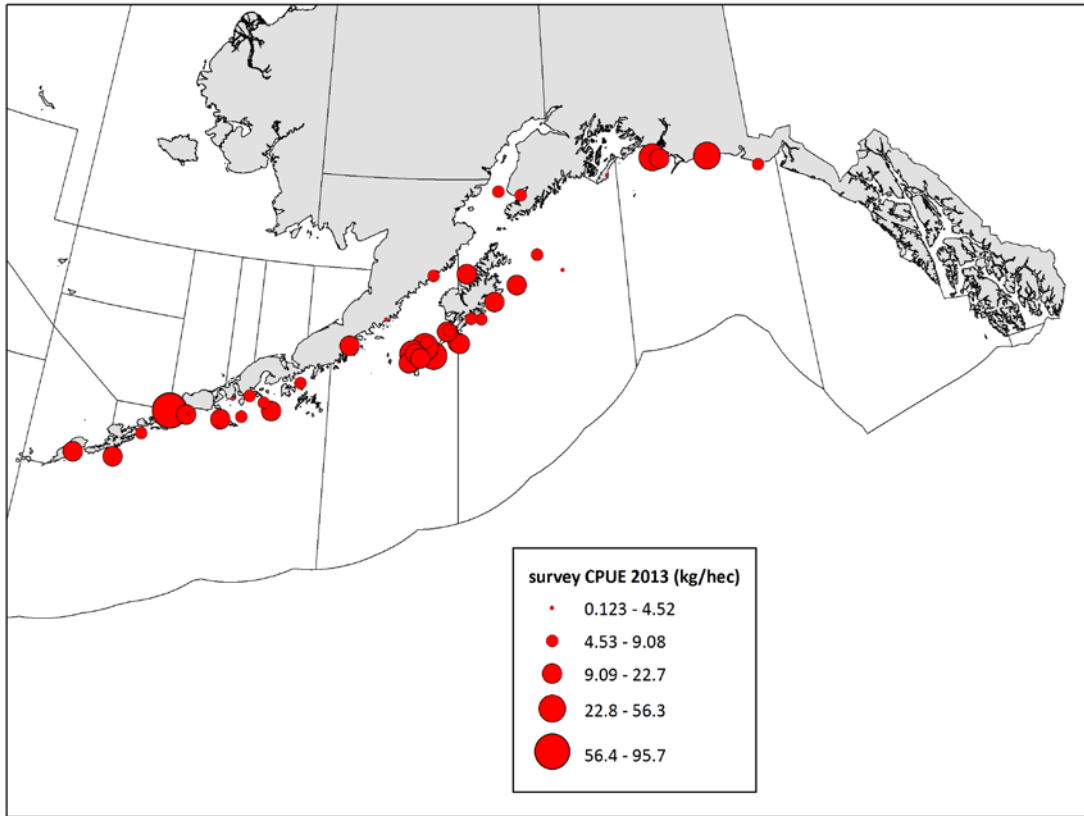 survey CPUE 2013 (kg/hec)
0.123 - 4.52
4.53 - 9.08
9.09 - 22.7
22.8 - 56.3
56.4 - 95.7